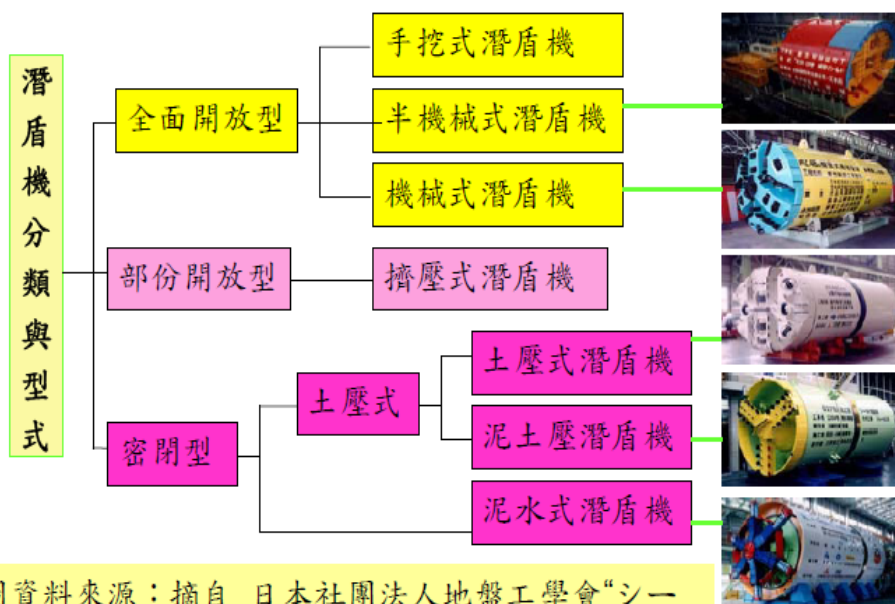 潛盾機分類與型式
全面開放型
手挖式潛盾機
半機械式潛盾機
機械式潛盾機
部份開放型
擠壓式潛盾機
密閉型
土壓式
土壓式潛盾機
泥土壓潛盾機
泥水式潛盾機
資料來源：摘自 日本社團法人地盤工學會“シー